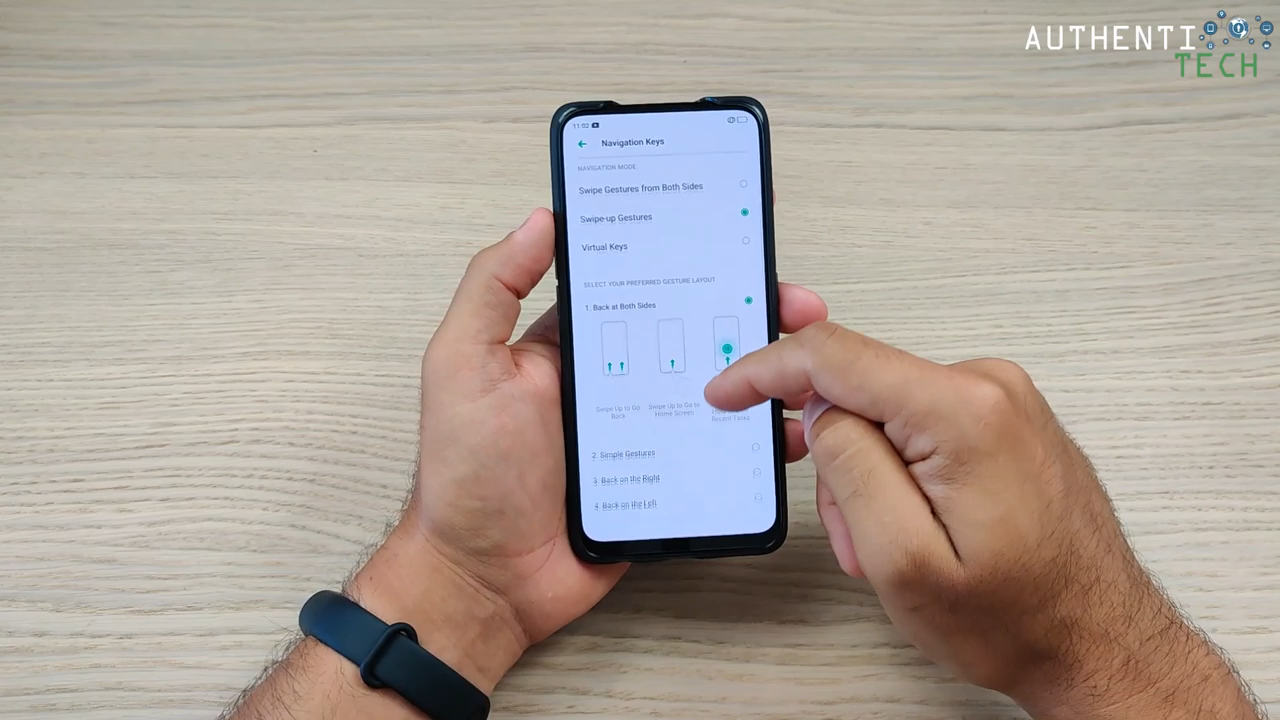 AUTHENTI
TECH
11:02
Navigation Keys
NAVIGATION MODE
Swipe Gestures from Both Sides
Swipe-up Gestures
Virtual Keys
SELECT YOUR PREFERRED GESTURE LAYOUT
1. Back at Both Sides
Swipe Up to Go
Back
Swipe Up to Go to
Home Screen
Recent Tasks
2. Simple Gestures
3. Back on the Right
4. Back on the Left